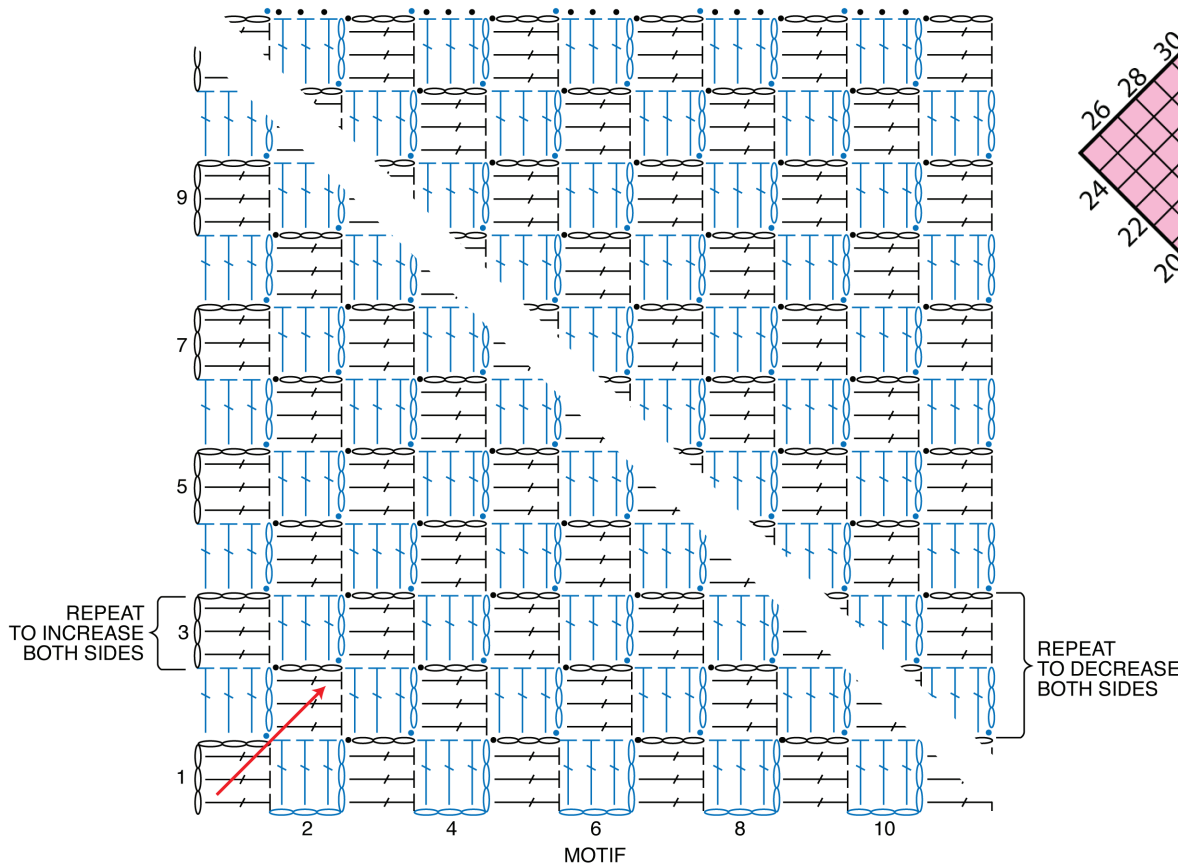 30
28
26
24
22
20
9
7
5
3
1
REPEAT
TO INCREASE
BOTH SIDES
REPEAT
TO DECREASE
BOTH SIDES
2 4 6 8 10
MOTIF